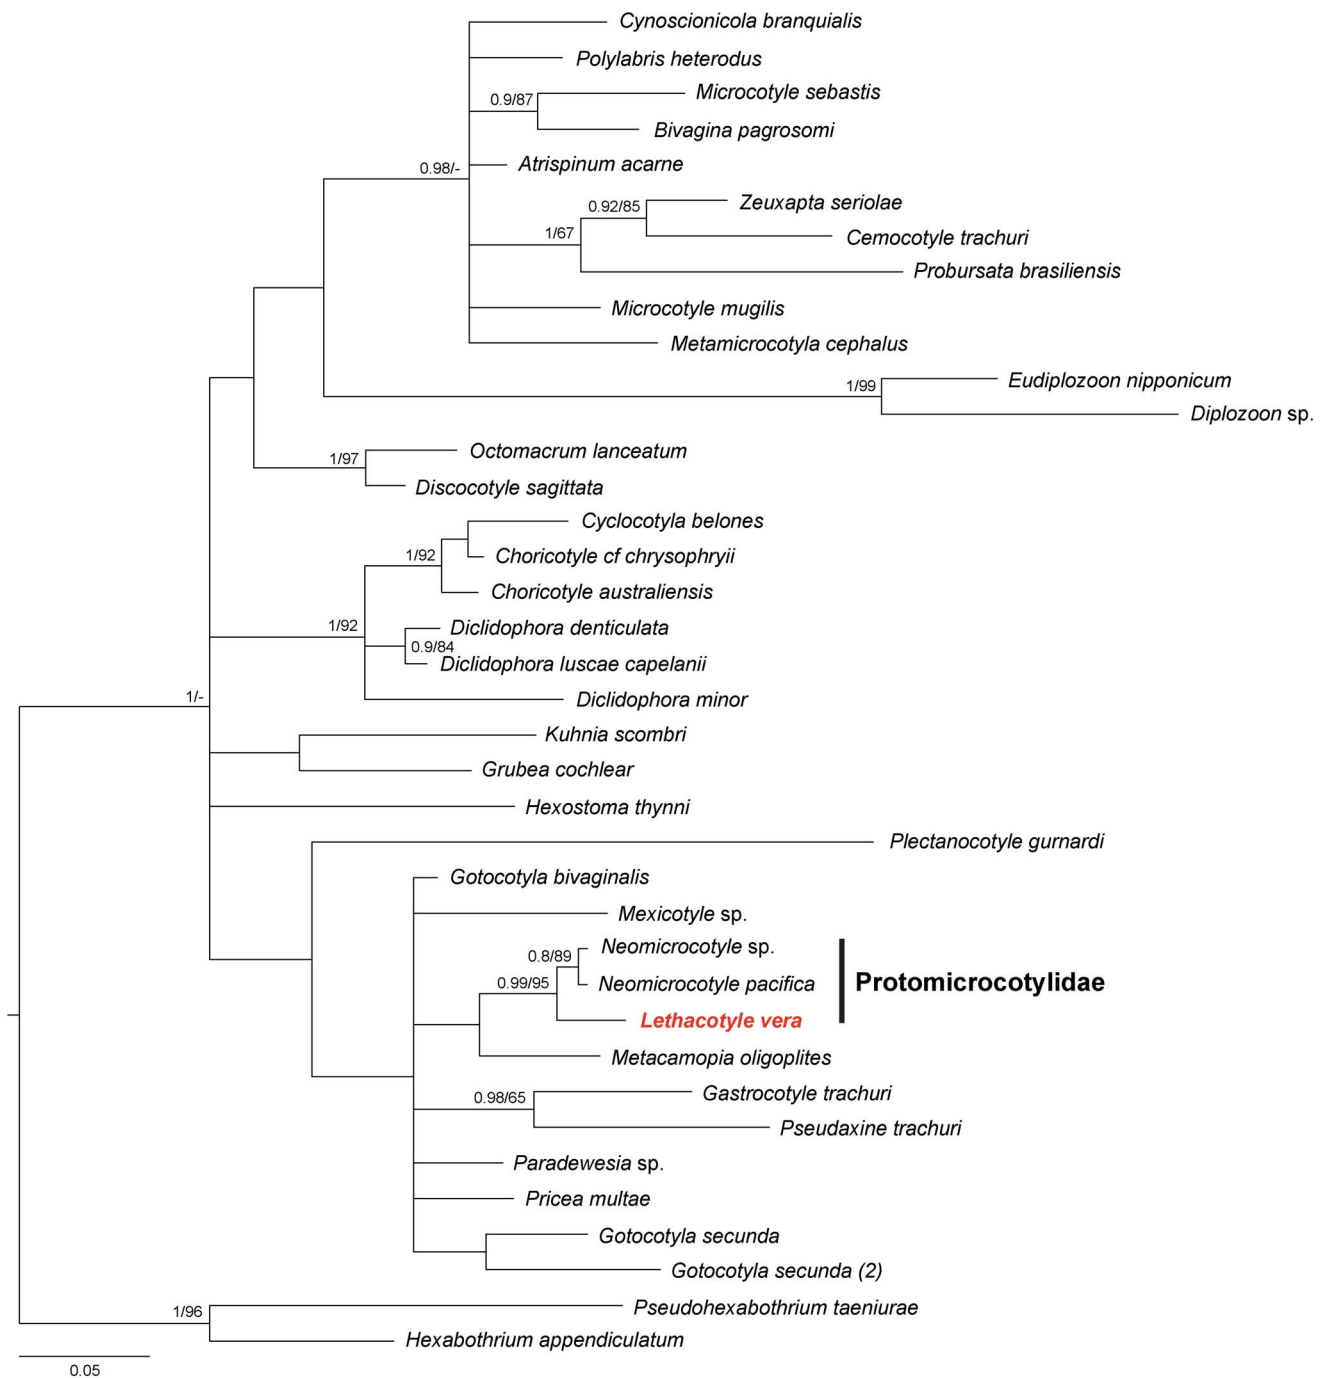 Cynoscionicola branquialis
Polylabris heterodus
0.9/87
Microcotyle sebastis
Bivagina pagrosomi
0.98/-
Atrispinum acarne
0.92/85
Zeuxapta seriolae
1/67
Cemocotyle trachuri
Probursata brasiliensis
Microcotyle mugilis
Metamicrocotyla cephalus
1/99
Eudiplozoon nipponicum
Diplozoon sp.
1/97
Octomacrum lanceatum
Discocotyle sagittata
Cyclocotyla belones
1/92
Choricotyle cf chrysophryii
Choricotyle australiensis
1/92
Diclidophora denticulata
0.9/84
Diclidophora luscae capelanii
Diclidophora minor
1/-
Kuhnia scombri
Grubea cochlear
Hexostoma thynni
Plectanocotyle gurnardi
Gotocotyla bivaginalis
Mexicotyle sp.
0.8/89
Neomicrocotyle sp.
0.99/95
Neomicrocotyle pacifica
Protomicrocotylidae
Lethacotyle vera
Metacamopia oligoplites
0.98/65
Gastrocotyle trachuri
Pseudaxine trachuri
Paradewesia sp.
Pricea multae
Gotocotyla secunda
Gotocotyla secunda (2)
1/96
Pseudohexabothrium taeniurae
Hexabothrium appendiculatum
0.05